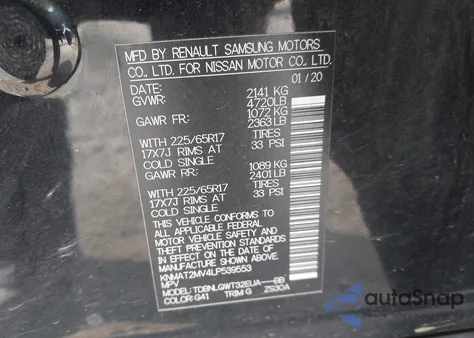 MFD BY RENAULT SAMSUNG MOTORS
CO., LTD. FOR NISSAN MOTOR CO., LTD.
DATE: 01/20
GVWR: 2141 KG
4720LB
GAWR FR: 1072 KG
2363LB
WITH 225/65R17 TIRES
17X7J RIMS AT 33 PSI
COLD SINGLE
GAWR RR: 1089 KG
2401LB
WITH 225/65R17 TIRES
17X7J RIMS AT 33 PSI
COLD SINGLE
THIS VEHICLE CONFORMS TO ALL
APPLICABLE FEDERAL
MOTOR VEHICLE SAFETY AND
THEFT PREVENTION STANDARDS
IN EFFECT ON THE DATE OF
MANUFACTURE SHOWN ABOVE
KNMAT2MV4LP539553
MPV
MODEL: TDBNLQWT32EUA---BB
COLOR: G41 TRIM: G ZS30A
autoSnap